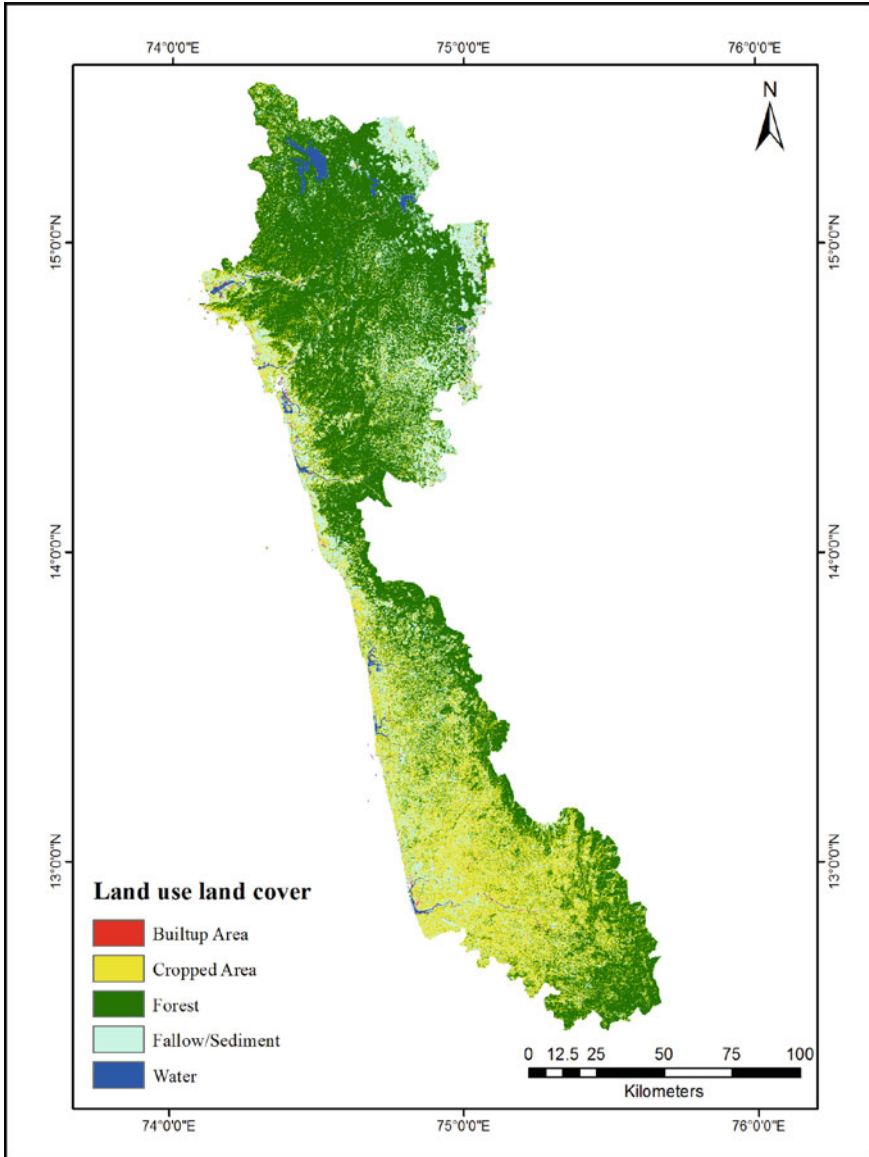 74°0'0"E 75°0'0"E 76°0'0"E
N
15°0'0"N 15°0'0"N
14°0'0"N 14°0'0"N
13°0'0"N 13°0'0"N
Land use land cover
Builtup Area
Cropped Area
Forest
Fallow/Sediment
Water
0 12.5 25 50 75 100
Kilometers
74°0'0"E 75°0'0"E 76°0'0"E